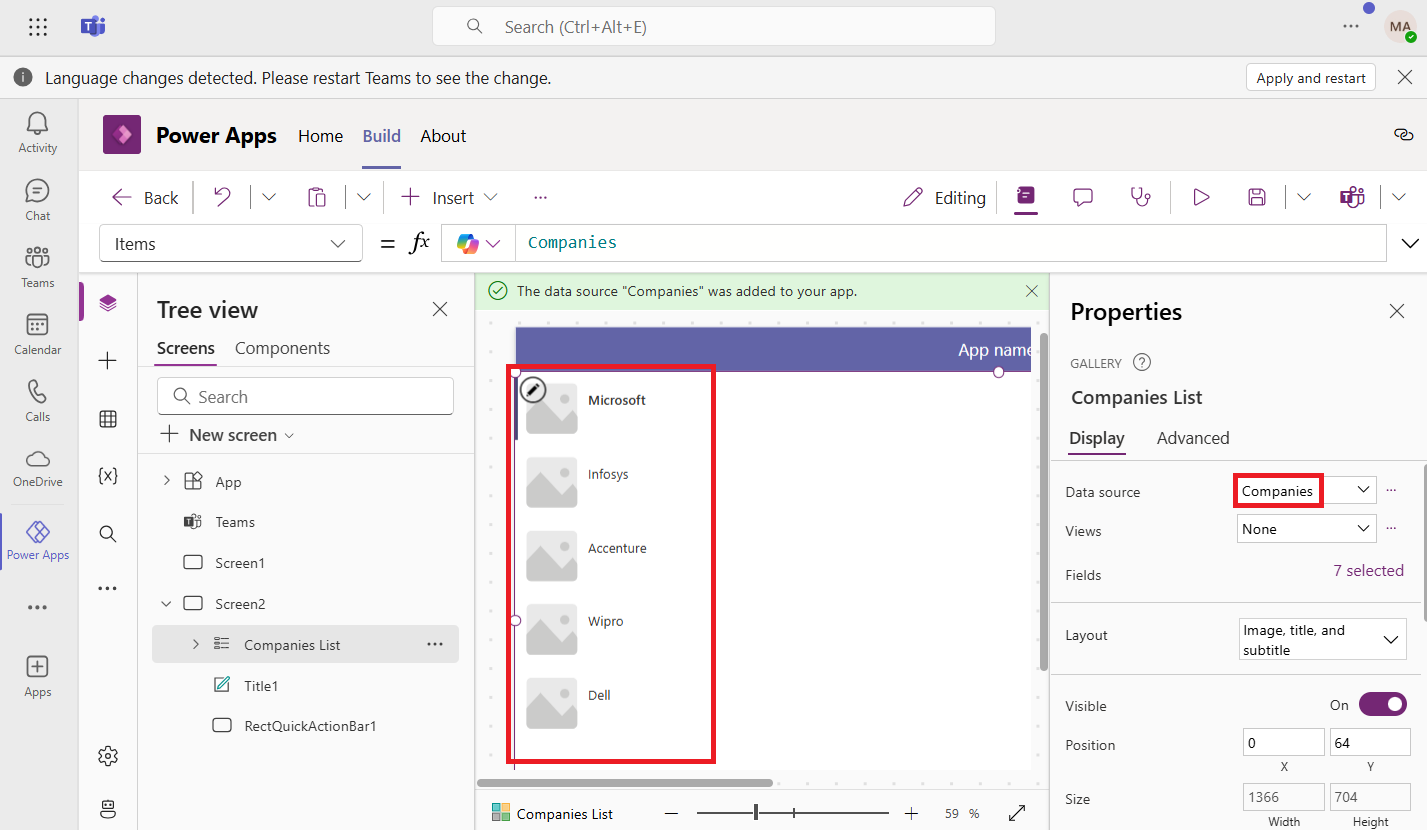 Search (Ctrl+Alt+E)
MA
Language changes detected. Please restart Teams to see the change.
Apply and restart
Activity
Chat
Teams
Calendar
Calls
OneDrive
Power Apps
Apps
Power Apps
Home
Build
About
Back
Insert
Editing
Items
= fx
Companies
Tree view
Screens
Components
Search
New screen
App
Teams
Screen1
Screen2
Companies List
Title1
RectQuickActionBar1
The data source "Companies" was added to your app.
App name
Microsoft
Infosys
Accenture
Wipro
Dell
Companies List
59 %
Properties
GALLERY ?
Companies List
Display
Advanced
Data source
Companies
Views
None
Fields
7 selected
Layout
Image, title, and
subtitle
Visible
On
Position
0
64
X
Y
Size
1366
704
Width
Height